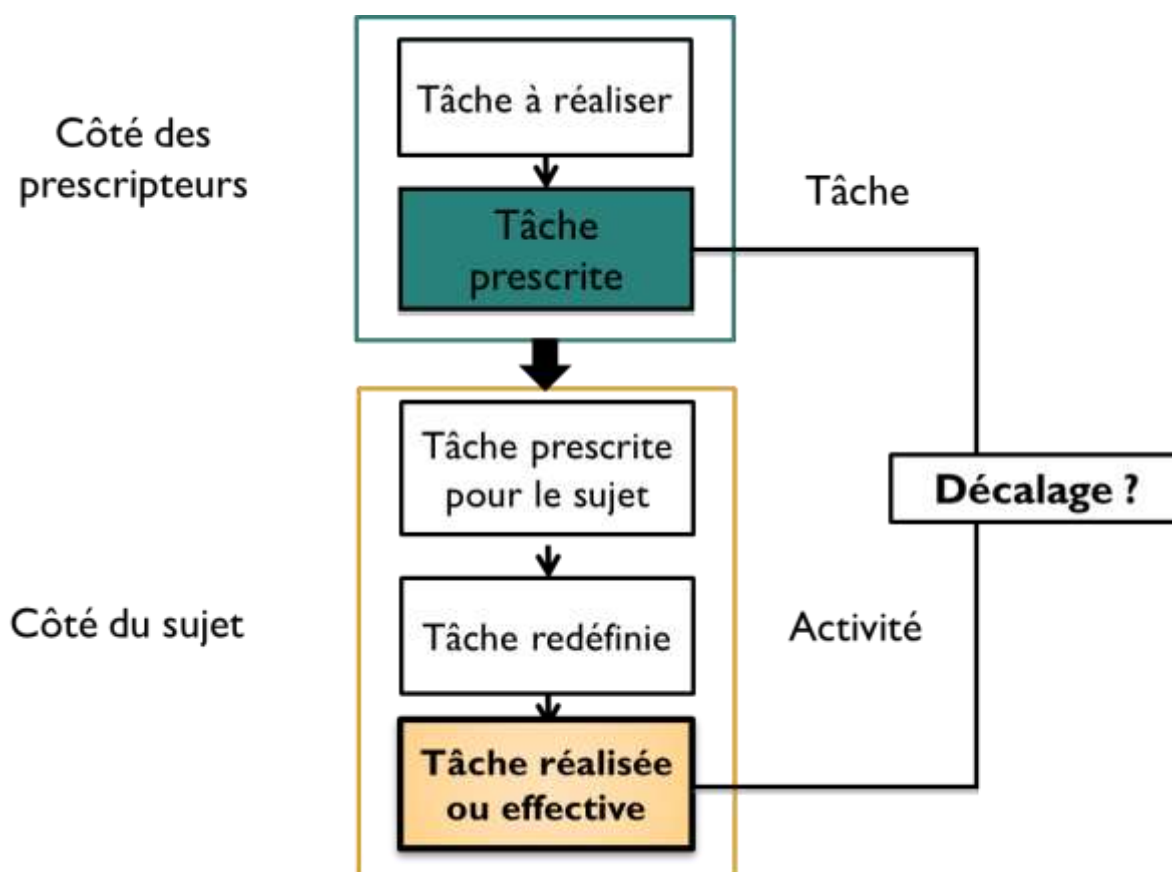 Tâche à réaliser
Côté des
prescripteurs
Tâche
Tâche
prescrite
Tâche prescrite
pour le sujet
Décalage ?
Côté du sujet
Tâche redéfinie
Activité
Tâche réalisée
ou effective